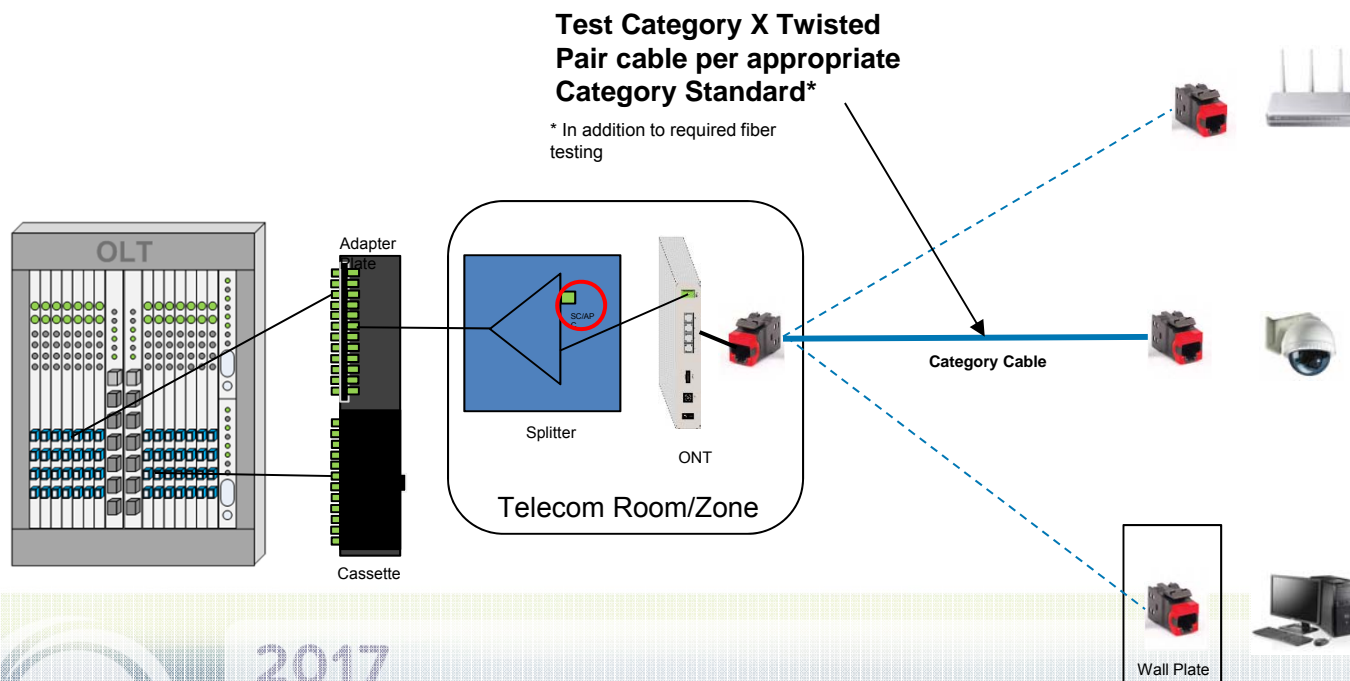 Test Category X Twisted
Pair cable per appropriate
Category Standard*
* In addition to required fiber
testing
OLT
Adapter
Plate
SC/AP
C
Splitter
ONT
Telecom Room/Zone
Category Cable
Cassette
Wall Plate
2017